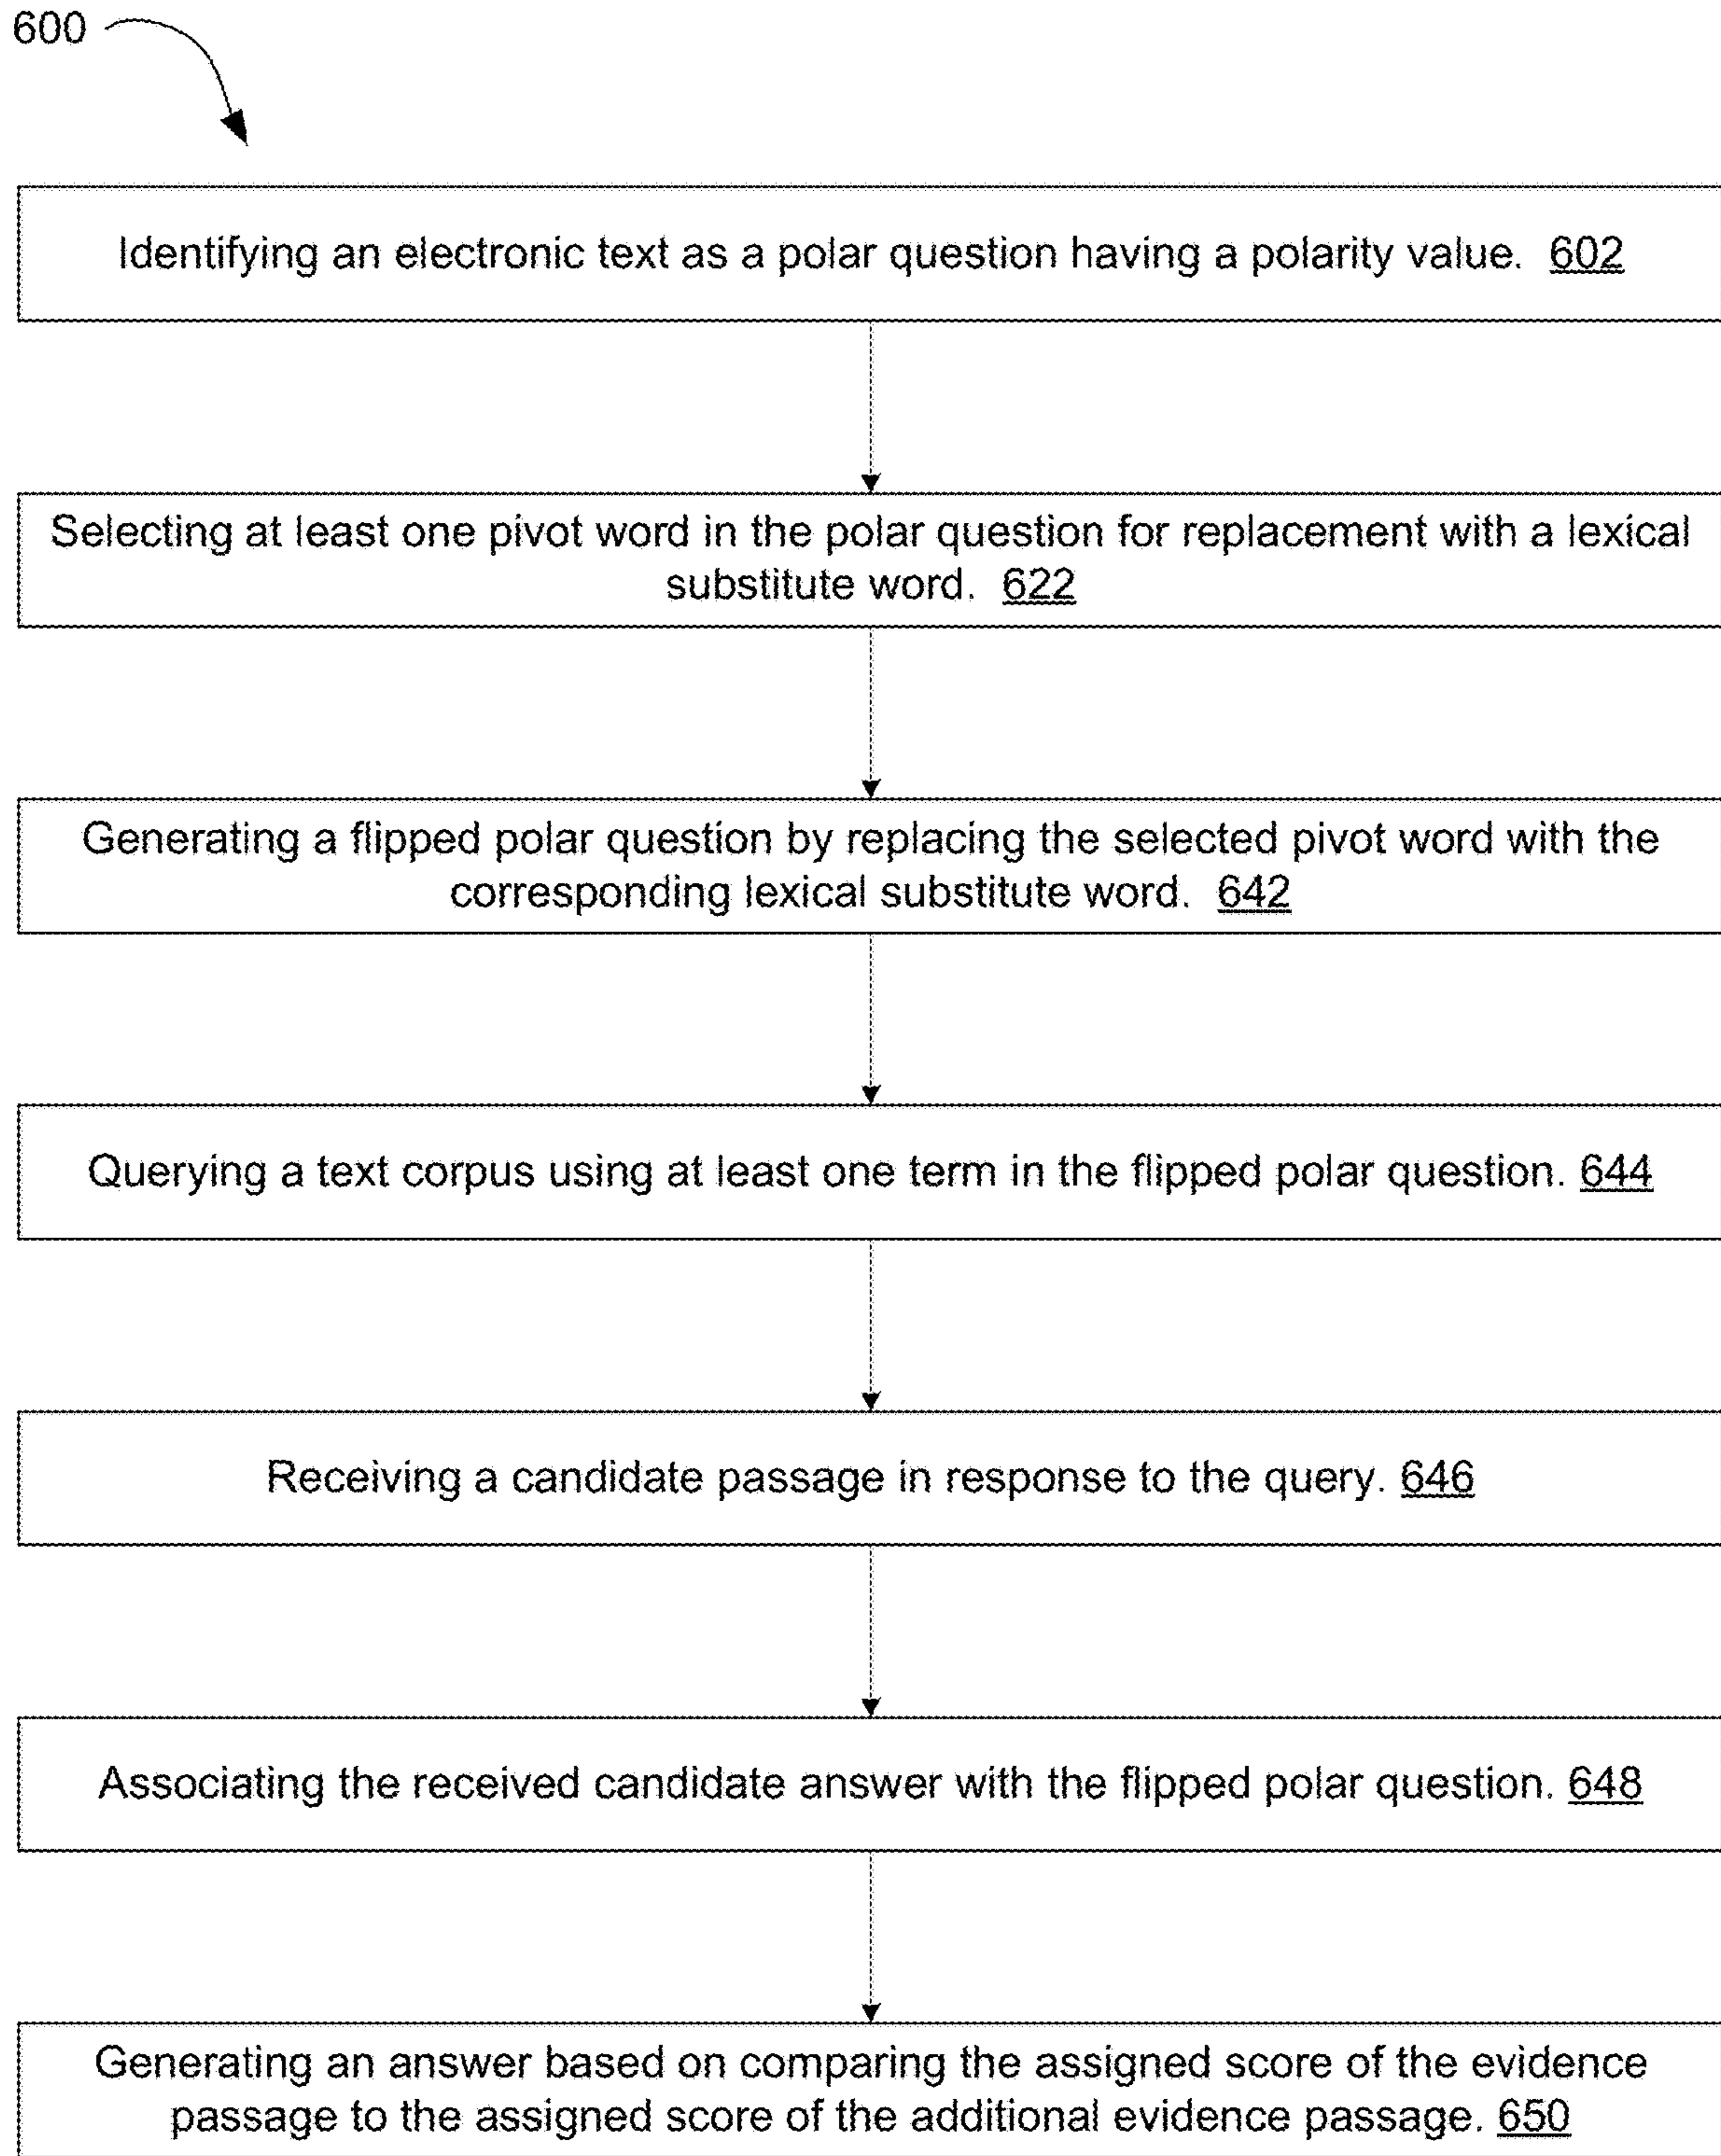 600
Identifying an electronic text as a polar question having a polarity value. 602
Selecting at least one pivot word in the polar question for replacement with a lexical
substitute word. 622
Generating a flipped polar question by replacing the selected pivot word with the
corresponding lexical substitute word. 642
Querying a text corpus using at least one term in the flipped polar question. 644
Receiving a candidate passage in response to the query. 646
Associating the received candidate answer with the flipped polar question. 648
Generating an answer based on comparing the assigned score of the evidence
passage to the assigned score of the additional evidence passage. 650